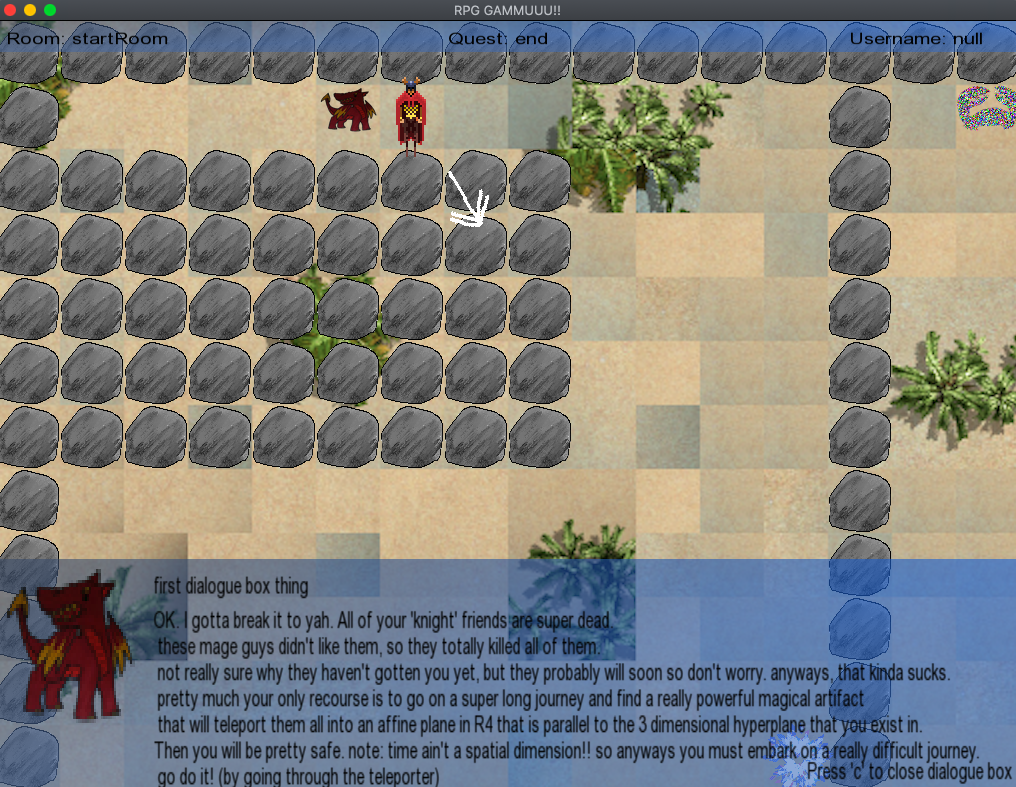 RPG GAMMUUU!!
Room: startRoom Quest: end Username: null
first dialogue box thing
OK. I gotta break it to yah. All of your 'knight' friends are super dead.
these mage guys didn't like them, so they totally killed all of them.
not really sure why they haven't gotten you yet, but they probably will soon so don't worry. anyways, that kinda sucks.
pretty much your only recourse is to go on a super long journey and find a really powerful magical artifact
that will teleport them all into an affine plane in R4 that is parallel to the 3 dimensional hyperplane that you exist in.
Then you will be pretty safe. note: time ain't a spatial dimension!! so anyways you must embark on a really difficult journey.
go do it! (by going through the teleporter)
Press 'c' to close dialogue box